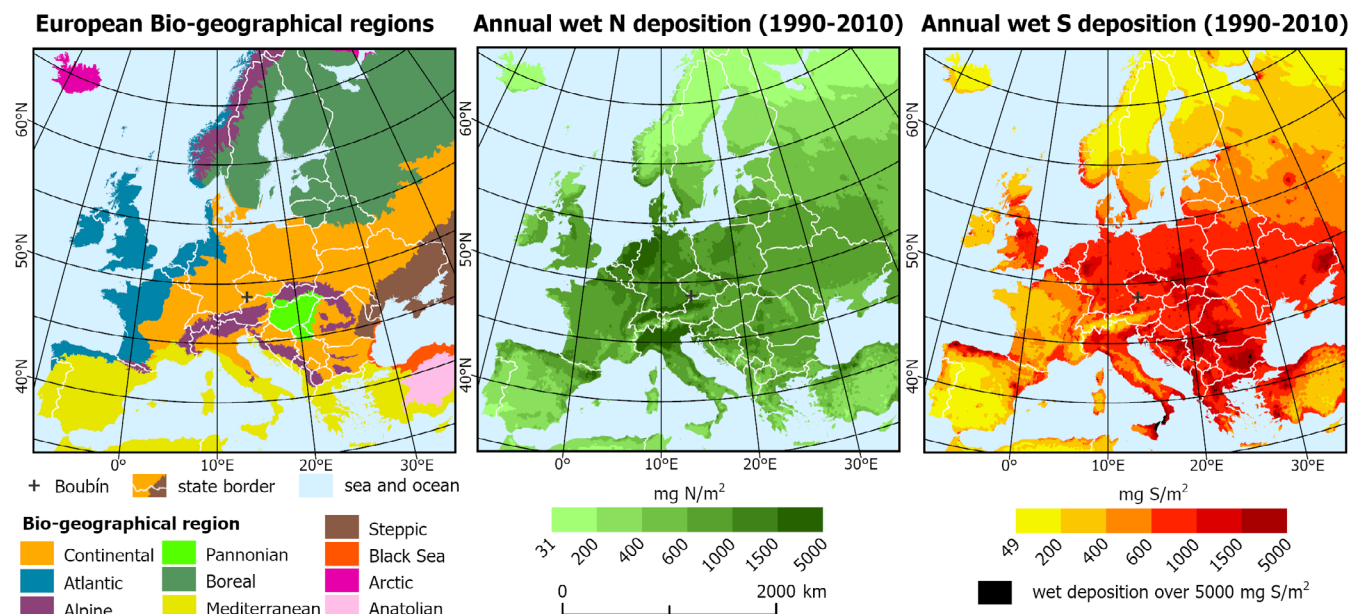 European Bio-geographical regions
Annual wet N deposition (1990-2010)
Annual wet S deposition (1990-2010)
60°N
50°N
40°N
0°
10°E
20°E
30°E
60°N
50°N
40°N
0°
10°E
20°E
30°E
60°N
50°N
40°N
0°
10°E
20°E
30°E
+ Boubín
state border
sea and ocean
Bio-geographical region
Continental
Atlantic
Alpine
Pannonian
Boreal
Mediterranean
Steppic
Black Sea
Arctic
Anatolian
mg N/m²
31 200 400 600 1000 1500 5000
0 2000 km
mg S/m²
49 200 400 600 1000 1500 5000
wet deposition over 5000 mg S/m²